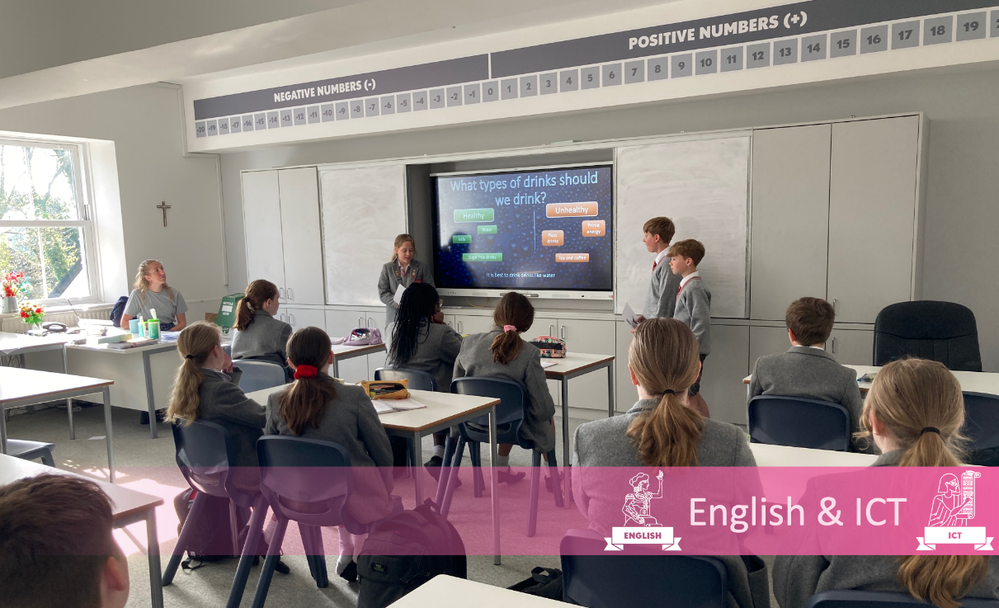 NEGATIVE NUMBERS (-)
POSITIVE NUMBERS (+)
-20 -19 -18 -17 -16 -15 -14 -13 -12 -11 -10 -9 -8 -7 -6 -5 -4 -3 -2 -1 0 1 2 3 4 5 6 7 8 9 10 11 12 13 14 15 16 17 18 19
What types of drinks should
we drink?
Healthy
Unhealthy
Water
Prime
energy
Milk
Fizzy
drinks
Sugar free drinks
Tea and coffee
It is best to drink drinks like water
English & ICT
ENGLISH
ICT